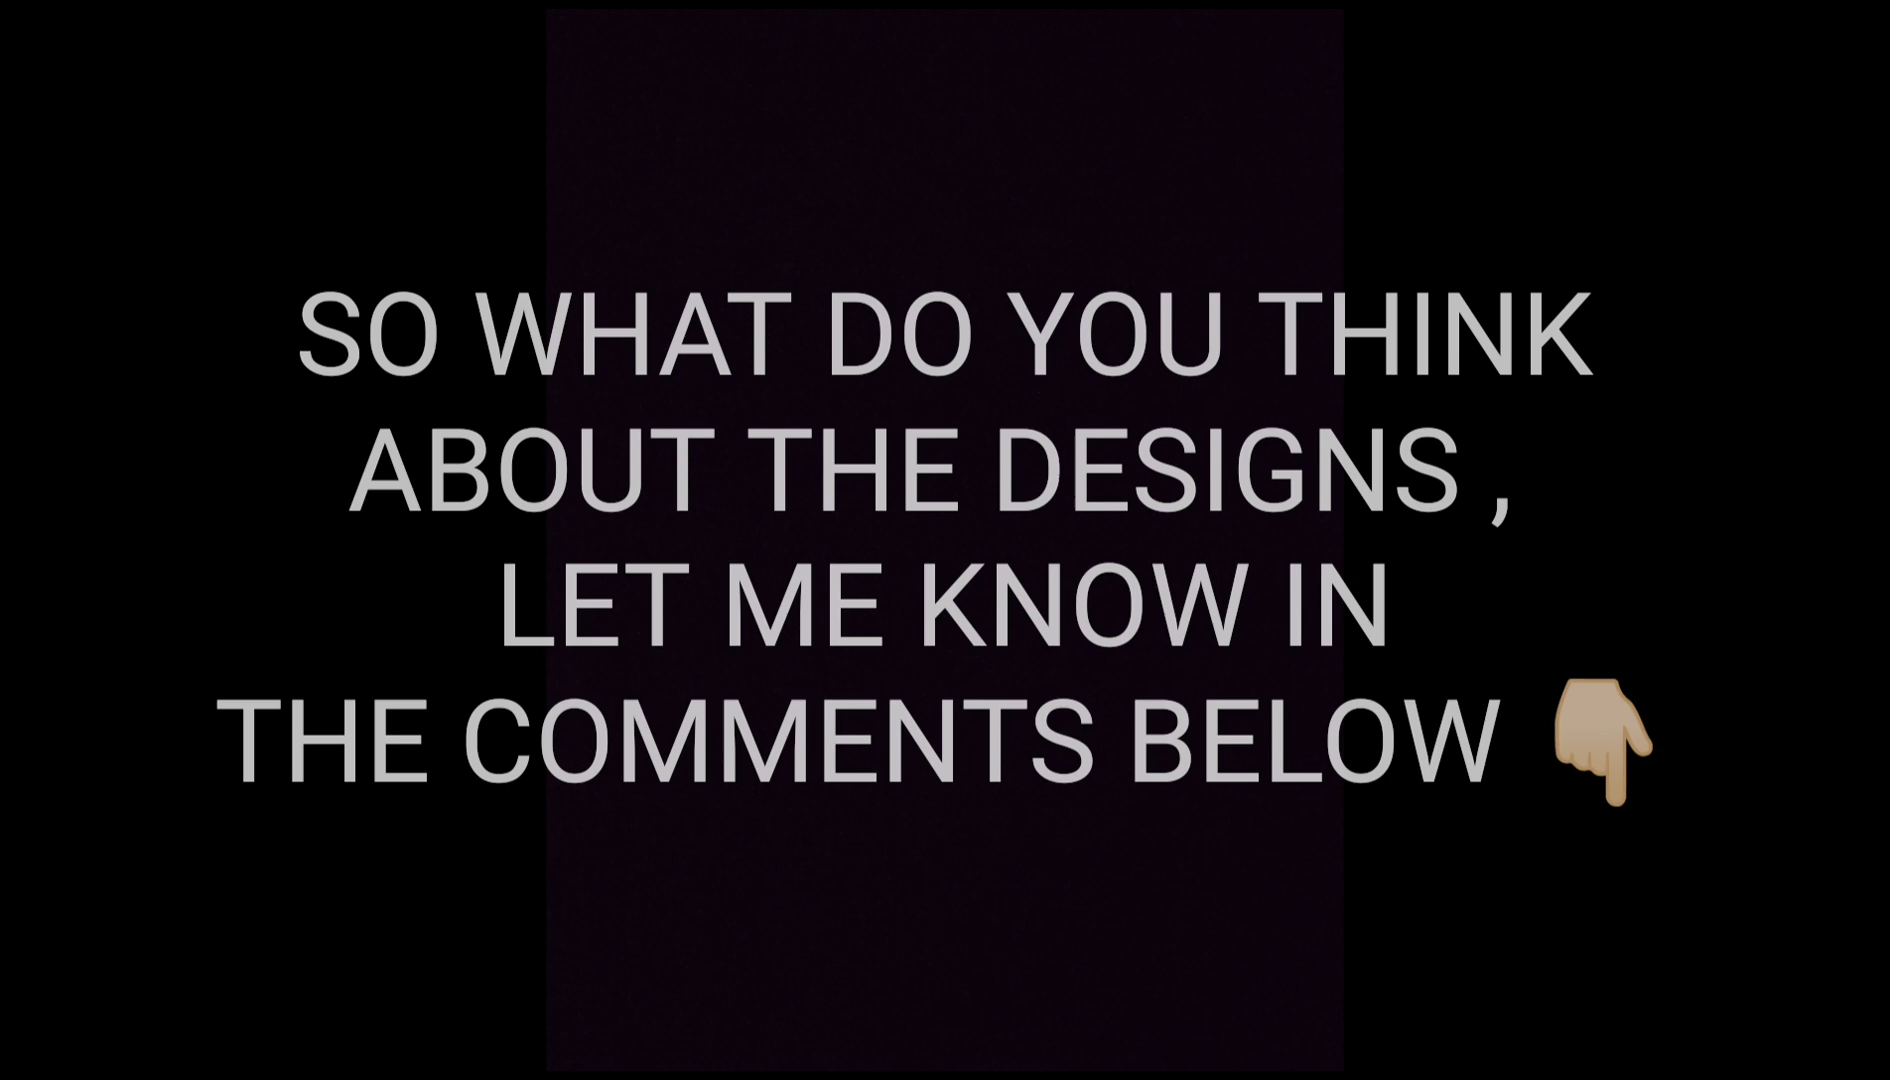 SO WHAT DO YOU THINK
ABOUT THE DESIGNS ,
LET ME KNOW IN
THE COMMENTS BELOW 👇🏼